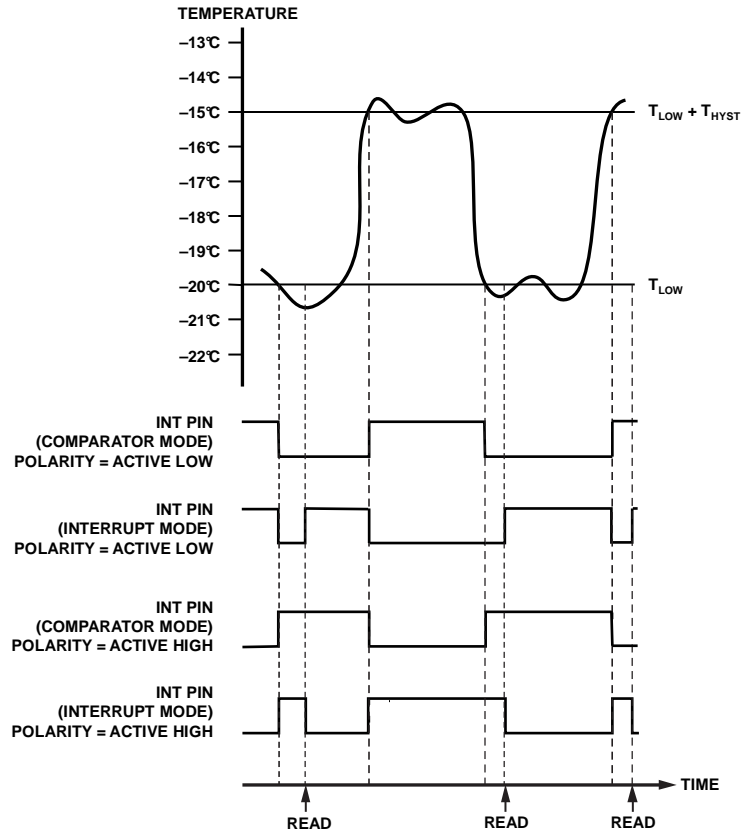 TEMPERATURE
–13°C
–14°C
–15°C
–16°C
–17°C
–18°C
–19°C
–20°C
–21°C
–22°C
T_LOW + T_HYST
T_LOW
INT PIN
(COMPARATOR MODE)
POLARITY = ACTIVE LOW
INT PIN
(INTERRUPT MODE)
POLARITY = ACTIVE LOW
INT PIN
(COMPARATOR MODE)
POLARITY = ACTIVE HIGH
INT PIN
(INTERRUPT MODE)
POLARITY = ACTIVE HIGH
TIME
READ READ READ